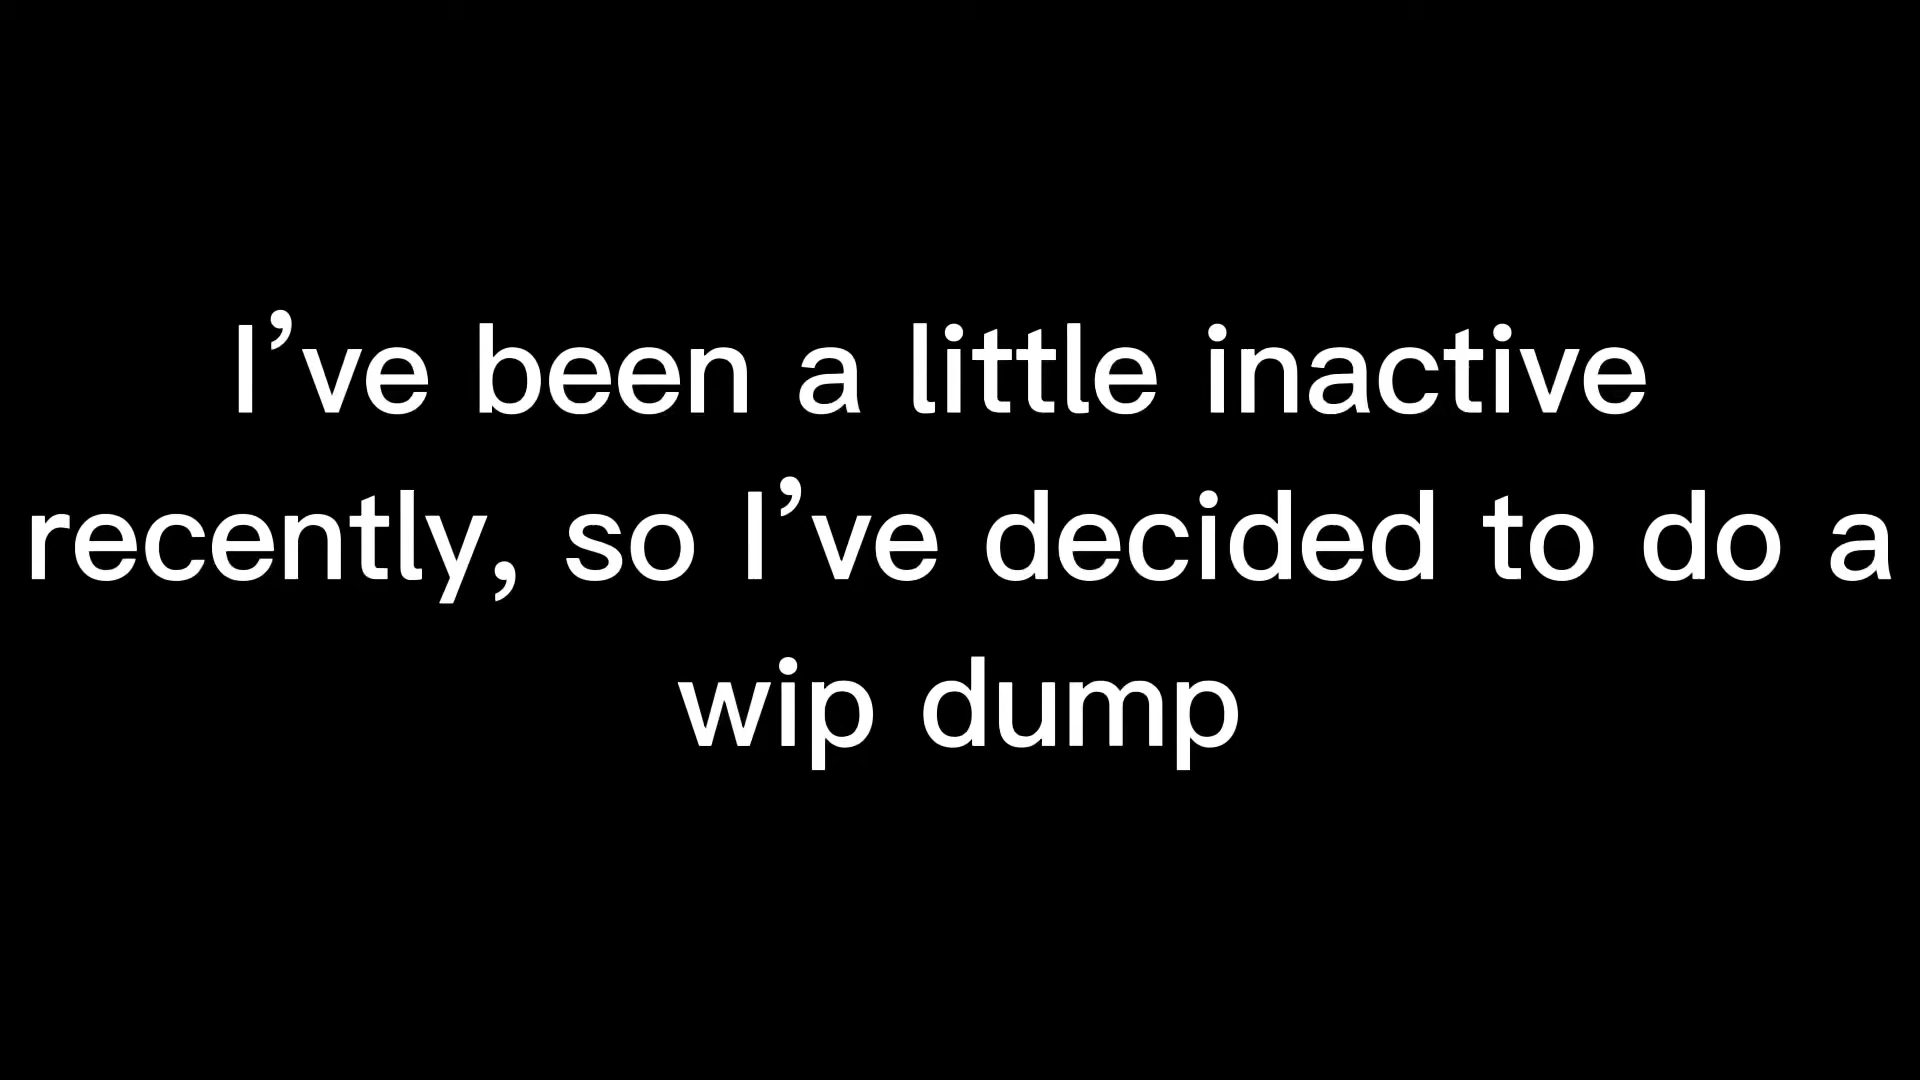 I’ve been a little inactive
recently, so I’ve decided to do a
wip dump